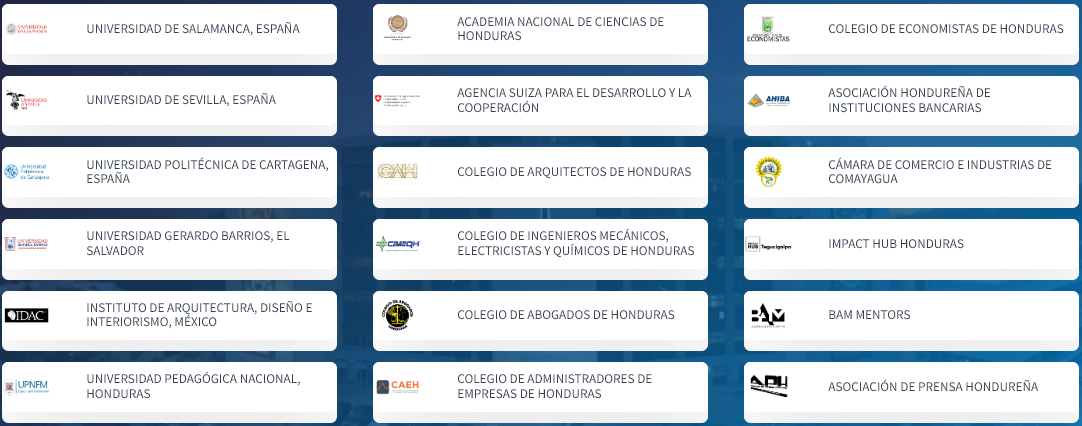 UNIVERSIDAD DE SALAMANCA, ESPAÑA
UNIVERSIDAD DE SEVILLA, ESPAÑA
Universidad
Politécnica
de Cartagena
UNIVERSIDAD POLITÉCNICA DE CARTAGENA,
ESPAÑA
UNIVERSIDAD
UNIVERSIDAD GERARDO BARRIOS, EL
SALVADOR
IDAC
INSTITUTO DE ARQUITECTURA, DISEÑO E
INTERIORISMO, MÉXICO
UPNFM
UNIVERSIDAD PEDAGÓGICA NACIONAL,
HONDURAS
ACADEMIA NACIONAL DE CIENCIAS DE
HONDURAS
AGENCIA SUIZA PARA EL DESARROLLO Y LA
COOPERACIÓN
CAH
COLEGIO DE ARQUITECTOS DE HONDURAS
CIMEQH
COLEGIO DE INGENIEROS MECÁNICOS,
ELECTRICISTAS Y QUÍMICOS DE HONDURAS
COLEGIO DE ABOGADOS DE HONDURAS
CAEH
COLEGIO DE ADMINISTRADORES DE
EMPRESAS DE HONDURAS
ECONOMISTAS
COLEGIO DE ECONOMISTAS DE HONDURAS
AHIBA
ASOCIACIÓN HONDUREÑA DE
INSTITUCIONES BANCARIAS
CÁMARA DE COMERCIO E INDUSTRIAS DE
COMAYAGUA
HUB Tegucigalpa
IMPACT HUB HONDURAS
BAM
BAM MENTORS
APH
ASOCIACIÓN DE PRENSA HONDUREÑA